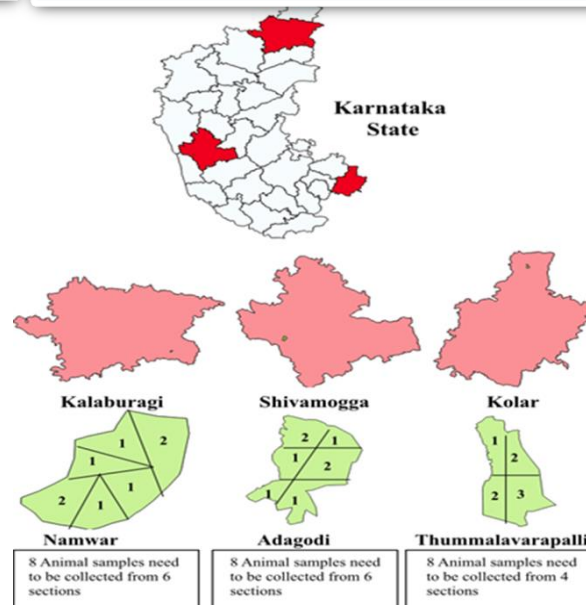 Karnataka
State
Kalaburagi
Shivamogga
Kolar
1
2
1
2
1
1
Namwar
2
1
1
2
1
1
Adagodi
1
2
2
3
Thummalavarapalli
8 Animal samples need
to be collected from 6
sections
8 Animal samples need
to be collected from 6
sections
8 Animal samples need
to be collected from 4
sections